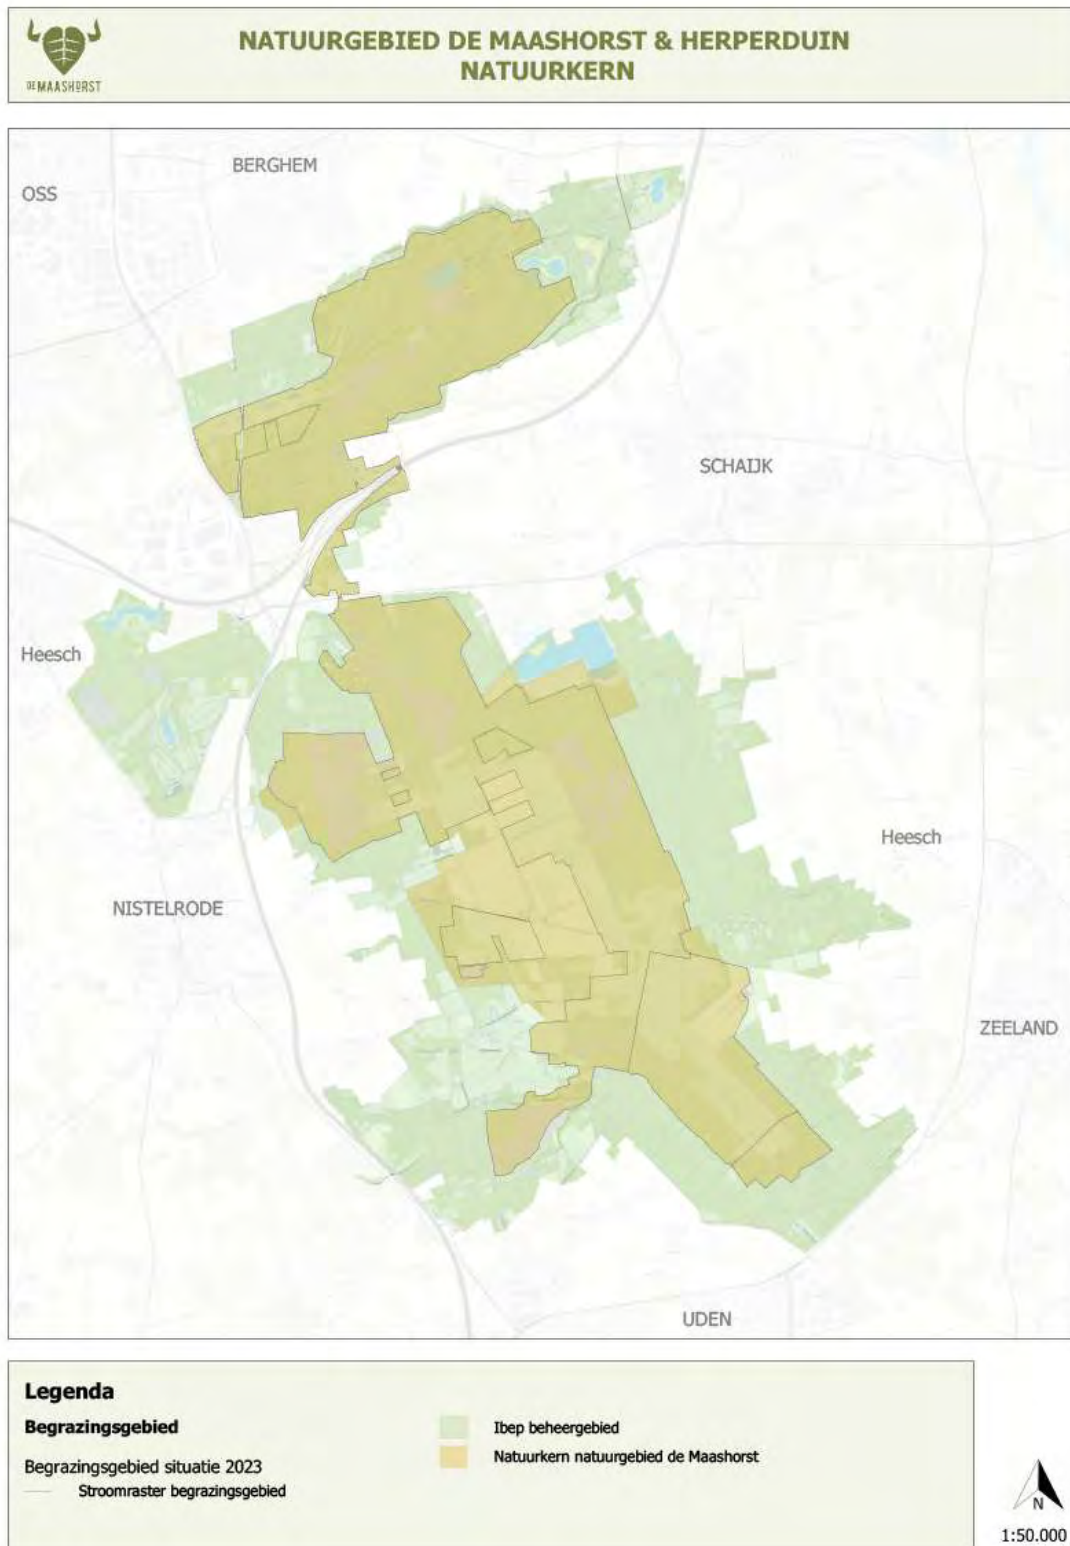 DE MAASHORST
NATUURGEBIED DE MAASHORST & HERPERDUIN
NATUURKERN
BERGHEM
OSS
SCHAIJK
Heesch
Heesch
NISTELRODE
ZEELAND
UDEN
Legenda
Begrazingsgebied
Begrazingsgebied situatie 2023
Stroomraster begrazingsgebied
Ibep beheergebied
Natuurkern natuurgebied de Maashorst
N
1:50.000